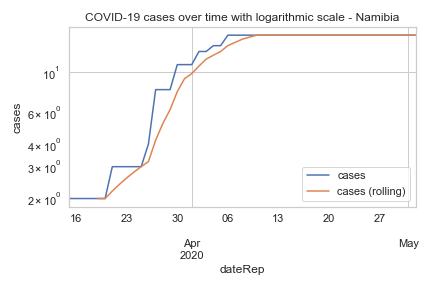 COVID-19 cases over time with logarithmic scale - Namibia
cases
10¹
6 × 10⁰
4 × 10⁰
3 × 10⁰
2 × 10⁰
cases
cases (rolling)
16 23 30 06 13 20 27
Apr May
2020
dateRep